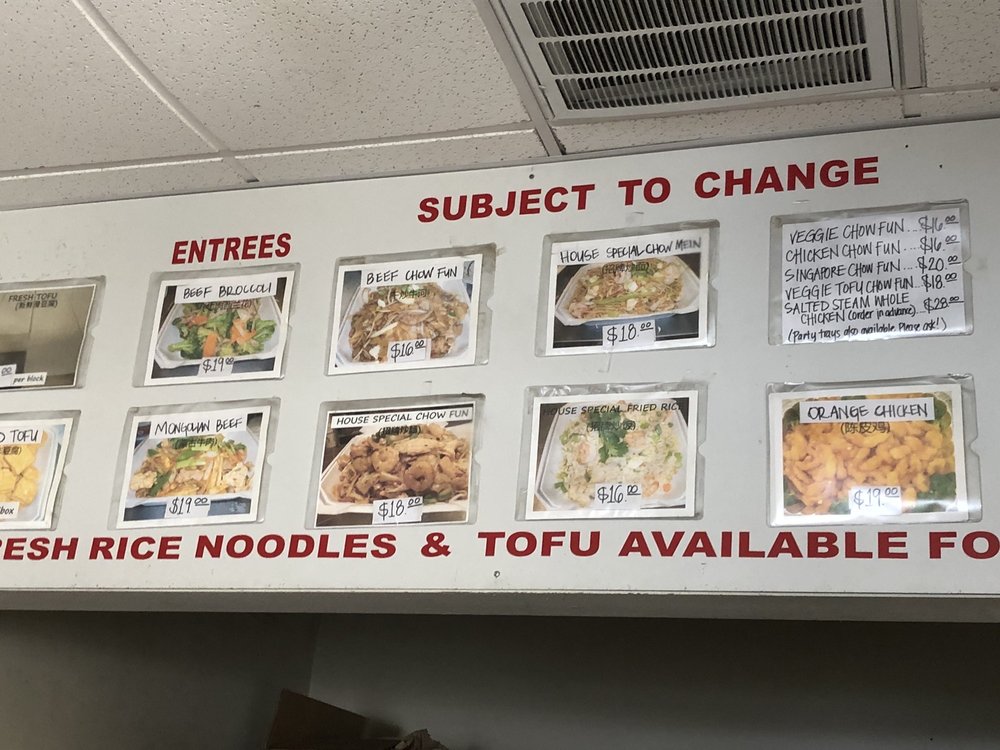 SUBJECT TO CHANGE
ENTREES
FRESH TOFU
per block
BEEF BROCCOLI
$19.00
BEEF CHOW FUN
$16.00
HOUSE SPECIAL CHOW MEIN
$18.00
VEGGIE CHOW FUN...$16.00
CHICKEN CHOW FUN....$16.00
SINGAPORE CHOW FUN....$20.00
VEGGIE TOFU CHOW FUN..$18.00
SALTED STEAM WHOLE
CHICKEN (order in advance)..$28.00
(Party trays also available. Please ask!)
TOFU
box
MONGOLIAN BEEF
$19.00
HOUSE SPECIAL CHOW FUN
$18.00
HOUSE SPECIAL FRIED RICE
$16.00
ORANGE CHICKEN
(陈皮鸡)
$19.00
RESH RICE NOODLES & TOFU AVAILABLE FO